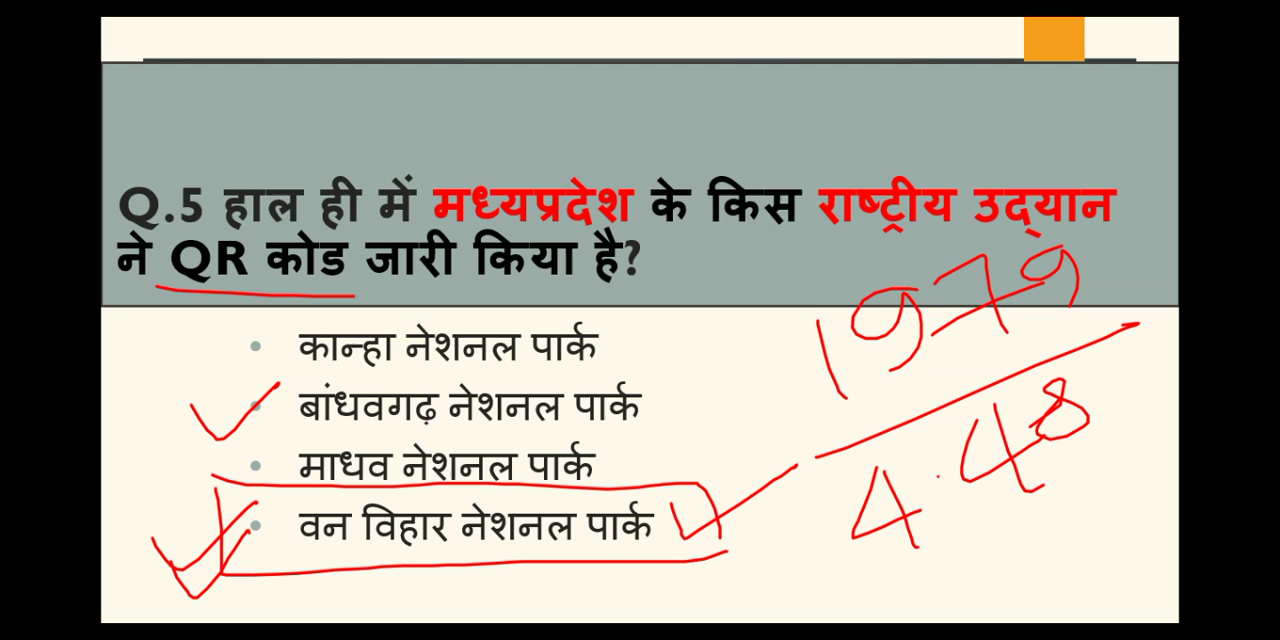 Q.5 हाल ही में मध्यप्रदेश के किस राष्ट्रीय उद्यान
ने QR कोड जारी किया है?
कान्हा नेशनल पार्क
बांधवगढ़ नेशनल पार्क
माधव नेशनल पार्क
वन विहार नेशनल पार्क
1979
4.48